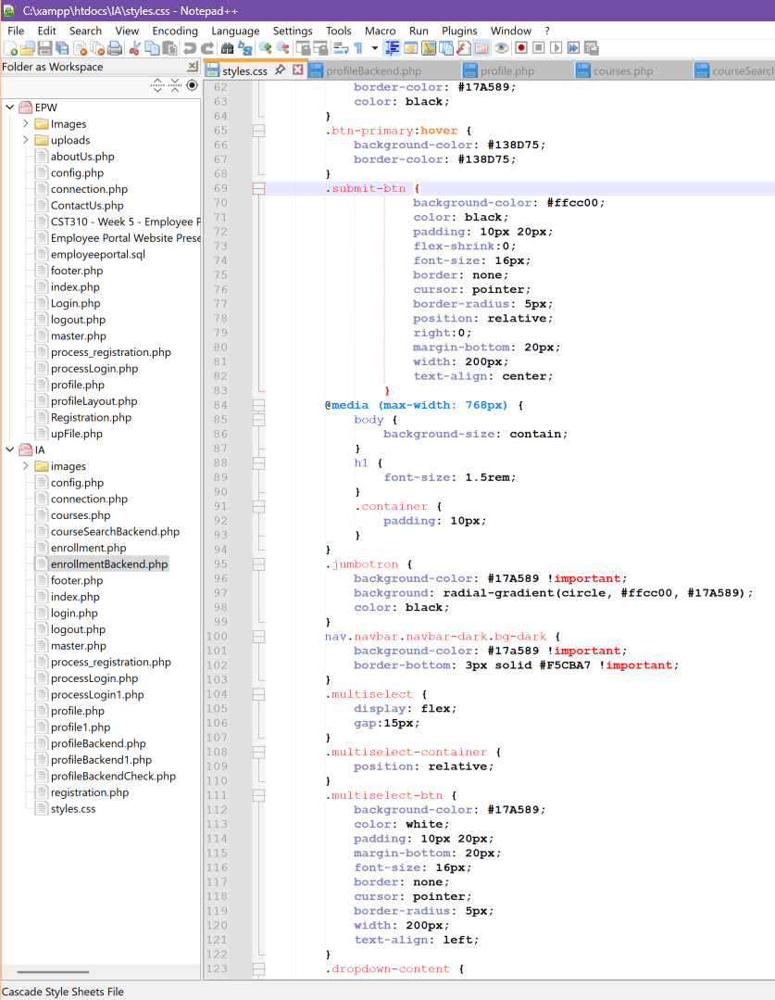 C:\xampp\htdocs\IA\styles.css - Notepad++
File Edit Search View Encoding Language Settings Tools Macro Run Plugins Window ?
Folder as Workspace
styles.css profileBackend.php profile.php courses.php courseSearch
EPW
Images
uploads
aboutUs.php
config.php
connection.php
ContactUs.php
CST310 - Week 5 - Employee P
Employee Portal Website Prese
employeeportal.sql
footer.php
index.php
Login.php
logout.php
master.php
process_registration.php
processLogin.php
profile.php
profileLayout.php
Registration.php
upFile.php
IA
images
config.php
connection.php
courses.php
courseSearchBackend.php
enrollment.php
enrollmentBackend.php
footer.php
index.php
login.php
logout.php
master.php
process_registration.php
processLogin.php
processLogin1.php
profile.php
profile1.php
profileBackend.php
profileBackend1.php
profileBackendCheck.php
registration.php
styles.css
62 border-color: #17A589;
63 color: black;
64 }
65 .btn-primary:hover {
66 background-color: #138D75;
67 border-color: #138D75;
68 }
69 .submit-btn {
70 background-color: #ffcc00;
71 color: black;
72 padding: 10px 20px;
73 flex-shrink:0;
74 font-size: 16px;
75 border: none;
76 cursor: pointer;
77 border-radius: 5px;
78 position: relative;
79 right:0;
80 margin-bottom: 20px;
81 width: 200px;
82 text-align: center;
83 }
84 @media (max-width: 768px) {
85 body {
86 background-size: contain;
87 }
88 h1 {
89 font-size: 1.5rem;
90 }
91 .container {
92 padding: 10px;
93 }
94 }
95 .jumbotron {
96 background-color: #17A589 !important;
97 background: radial-gradient(circle, #ffcc00, #17A589);
98 color: black;
99 }
100 nav.navbar.navbar-dark.bg-dark {
101 background-color: #17a589 !important;
102 border-bottom: 3px solid #F5CBA7 !important;
103 }
104 .multiselect {
105 display: flex;
106 gap:15px;
107 }
108 .multiselect-container {
109 position: relative;
110 }
111 .multiselect-btn {
112 background-color: #17A589;
113 color: white;
114 padding: 10px 20px;
115 margin-bottom: 20px;
116 font-size: 16px;
117 border: none;
118 cursor: pointer;
119 border-radius: 5px;
120 width: 200px;
121 text-align: left;
122 }
123 .dropdown-content {
Cascade Style Sheets File